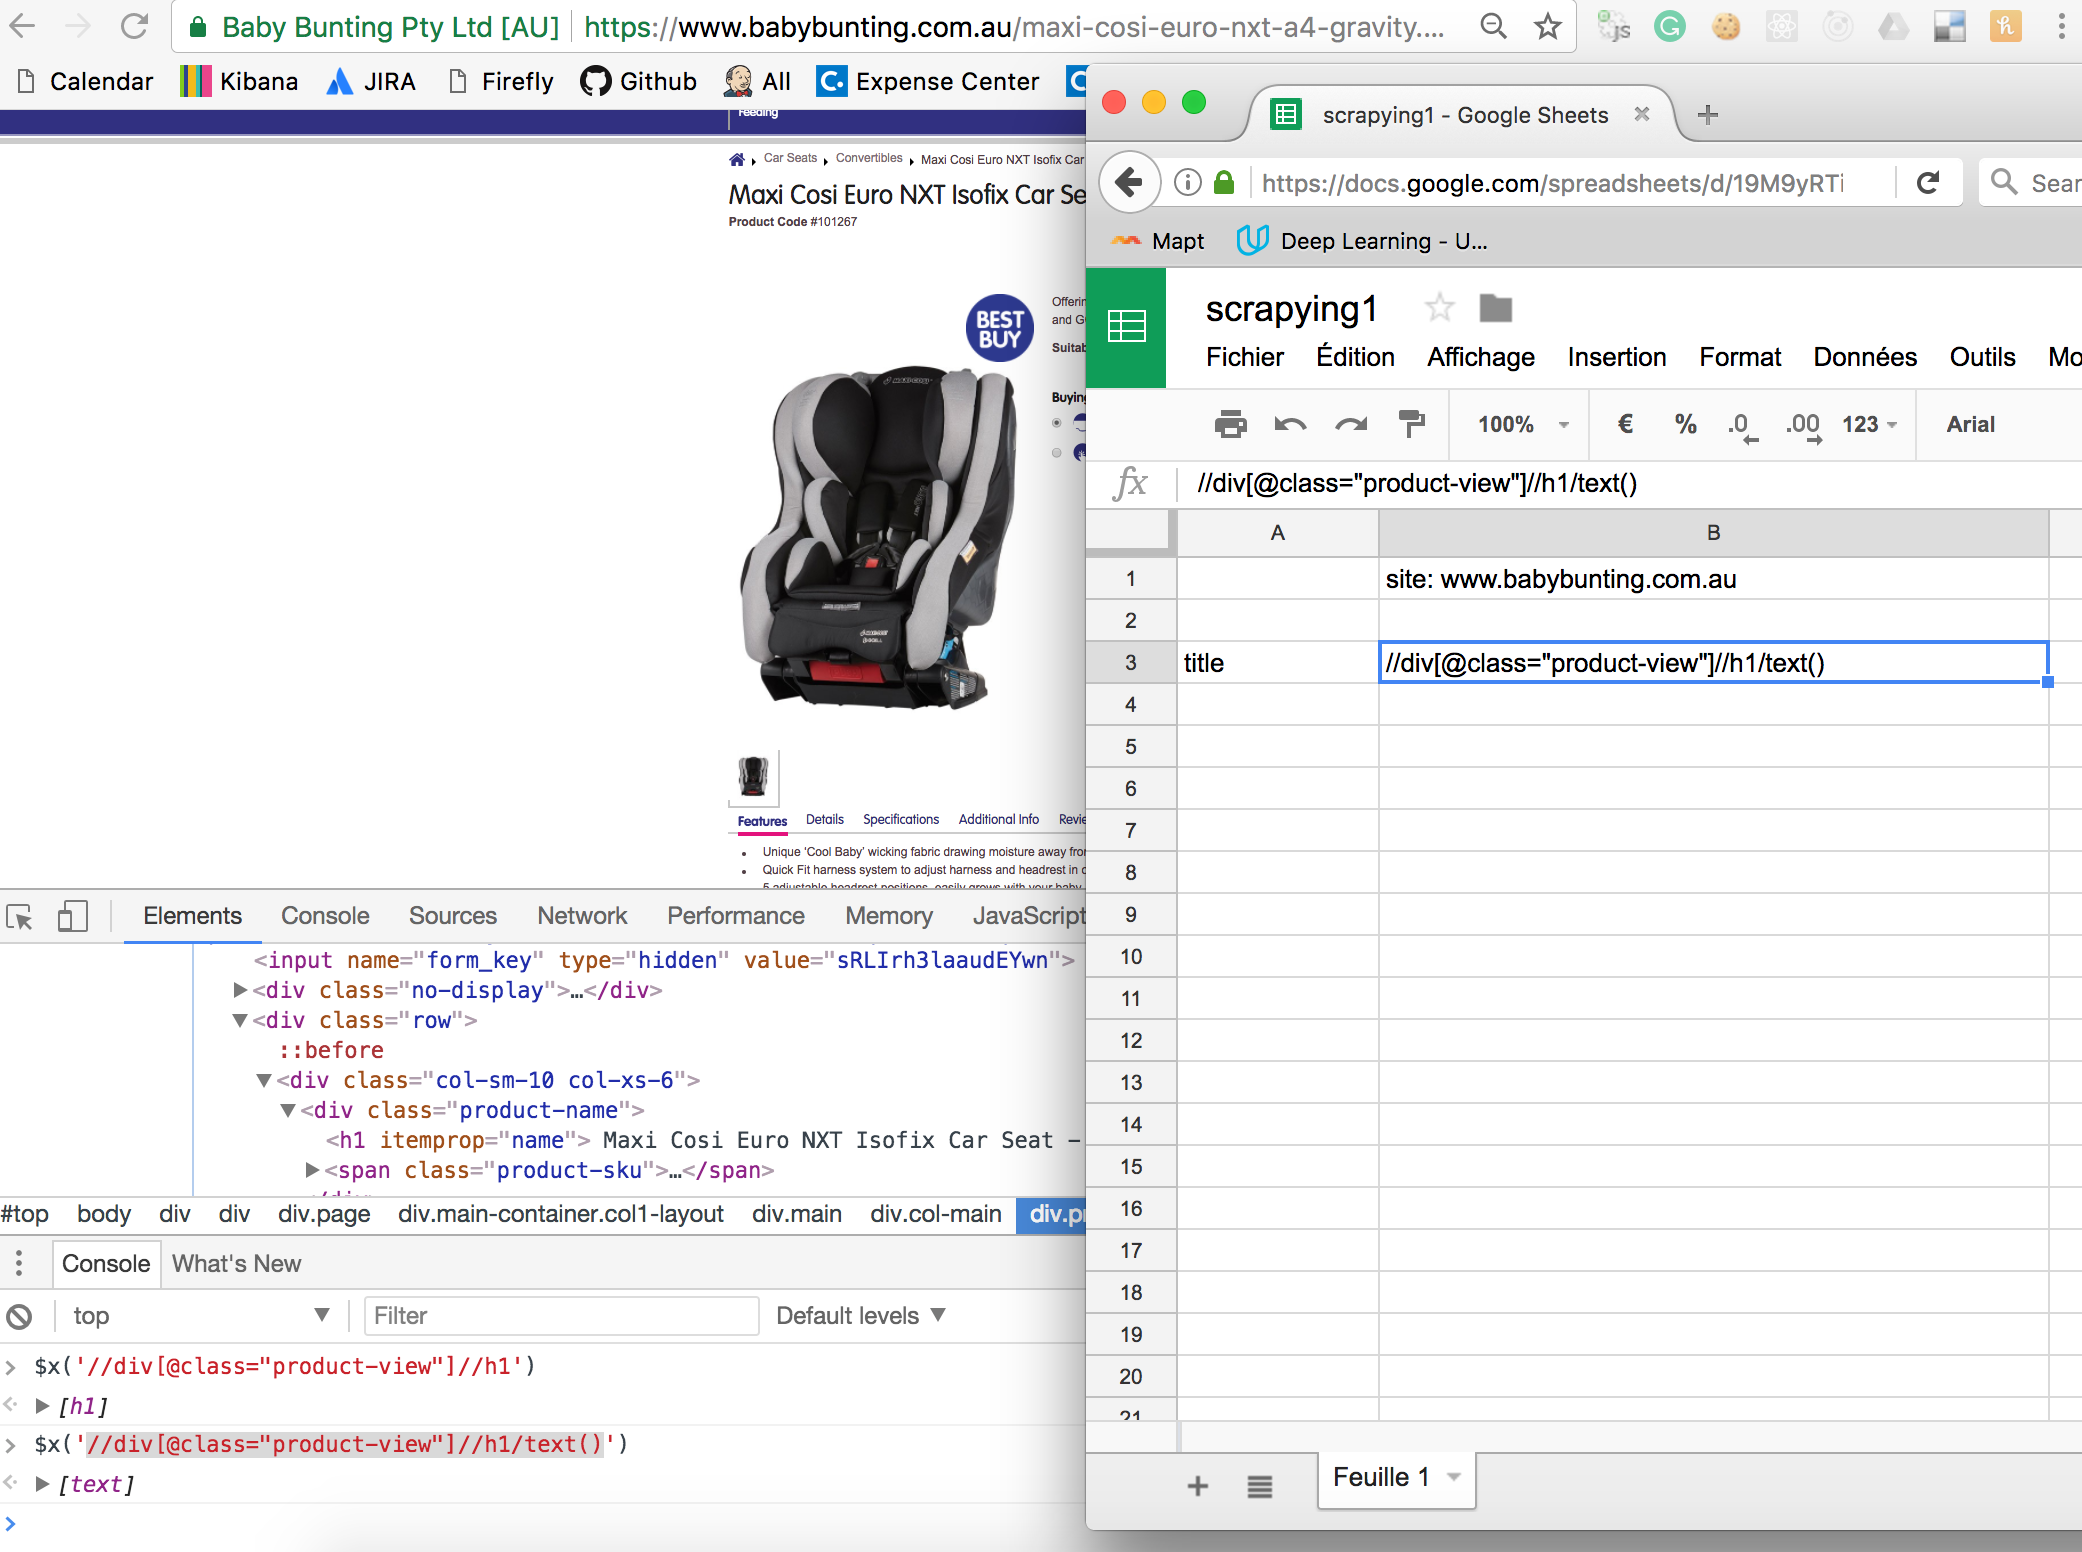 Baby Bunting Pty Ltd [AU] https://www.babybunting.com.au/maxi-cosi-euro-nxt-a4-gravity....
Calendar Kibana JIRA Firefly Github All Expense Center
Feeding
Car Seats Convertibles Maxi Cosi Euro NXT Isofix Car
Maxi Cosi Euro NXT Isofix Car Se
Product Code #101267
BEST
BUY
Offerin
and G
Suitab
Buying
Features Details Specifications Additional Info Revie
Unique 'Cool Baby' wicking fabric drawing moisture away fro
Quick Fit harness system to adjust harness and headrest in
5 adjustable headrest positions, easily grows with your baby
Elements Console Sources Network Performance Memory JavaScript
<input name="form_key" type="hidden" value="sRLIrh3laaudEYwn">
<div class="no-display">…</div>
<div class="row">
::before
<div class="col-sm-10 col-xs-6">
<div class="product-name">
<h1 itemprop="name"> Maxi Cosi Euro NXT Isofix Car Seat –
<span class="product-sku">…</span>
#top body div div div.page div.main-container.col1-layout div.main div.col-main div.pr
Console What's New
top Filter Default levels
$x('//div[@class="product-view"]//h1')
[h1]
$x('//div[@class="product-view"]//h1/text()')
[text]
scrapying1 - Google Sheets
https://docs.google.com/spreadsheets/d/19M9yRTi Sear
Mapt Deep Learning - U...
scrapying1
Fichier Édition Affichage Insertion Format Données Outils Mo
100% € % .0 .00 123 Arial
fx //div[@class="product-view"]//h1/text()
A B
1 site: www.babybunting.com.au
2
3 title //div[@class="product-view"]//h1/text()
4
5
6
7
8
9
10
11
12
13
14
15
16
17
18
19
20
21
Feuille 1